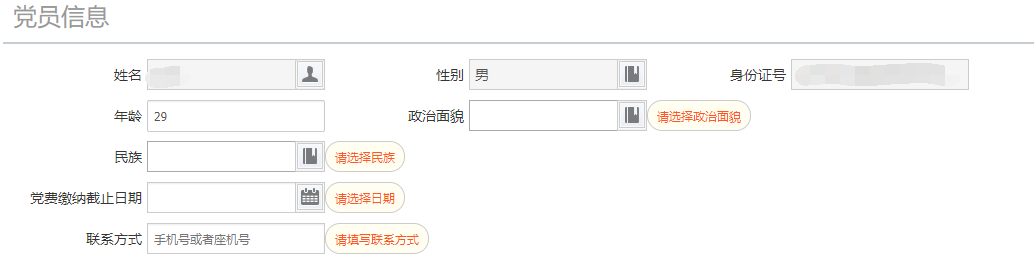 党员信息
姓名 性别 男 身份证号
年龄 29 政治面貌 请选择政治面貌
民族 请选择民族
党费缴纳截止日期 请选择日期
联系方式 手机号或者座机号 请填写联系方式